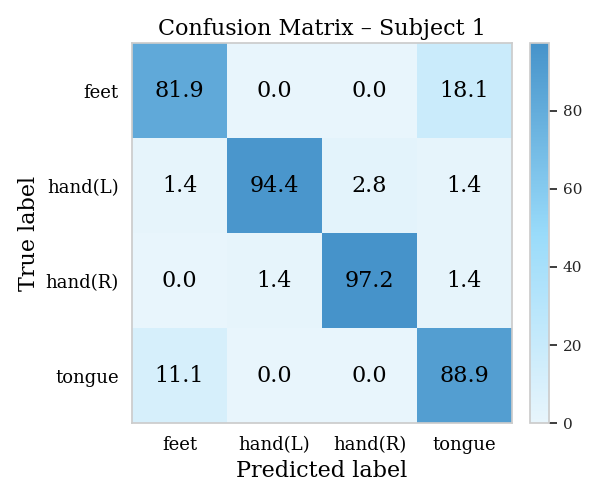 Confusion Matrix – Subject 1
True label
feet 81.9 0.0 0.0 18.1
hand(L) 1.4 94.4 2.8 1.4
hand(R) 0.0 1.4 97.2 1.4
tongue 11.1 0.0 0.0 88.9
feet hand(L) hand(R) tongue
Predicted label
80
60
40
20
0